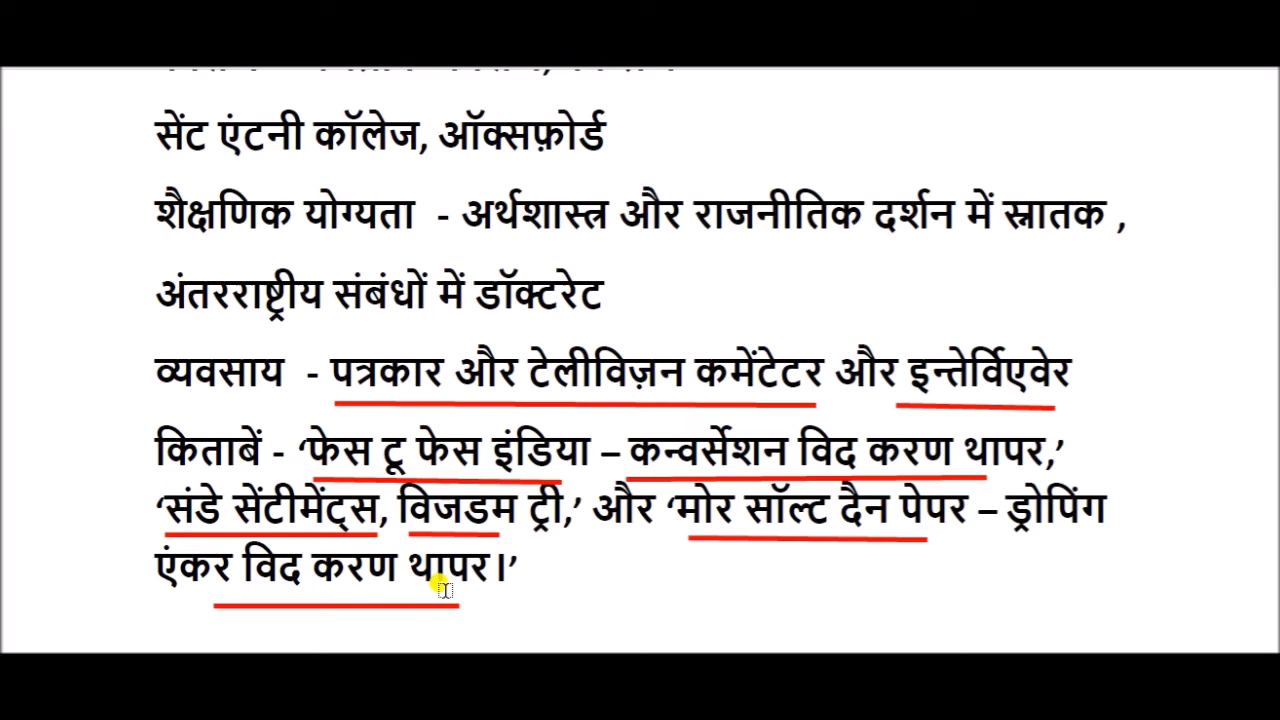 सेंट एंटनी कॉलेज, ऑक्सफ़ोर्ड
शैक्षणिक योग्यता - अर्थशास्त्र और राजनीतिक दर्शन में स्नातक ,
अंतरराष्ट्रीय संबंधों में डॉक्टरेट
व्यवसाय - पत्रकार और टेलीविज़न कमेंटेटर और इन्तेर्विएवेर
किताबें - ‘फेस टू फेस इंडिया – कन्वर्सेशन विद करण थापर,’
‘संडे सेंटीमेंट्स, विजडम ट्री,’ और ‘मोर सॉल्ट दैन पेपर – ड्रोपिंग
एंकर विद करण थापर।’